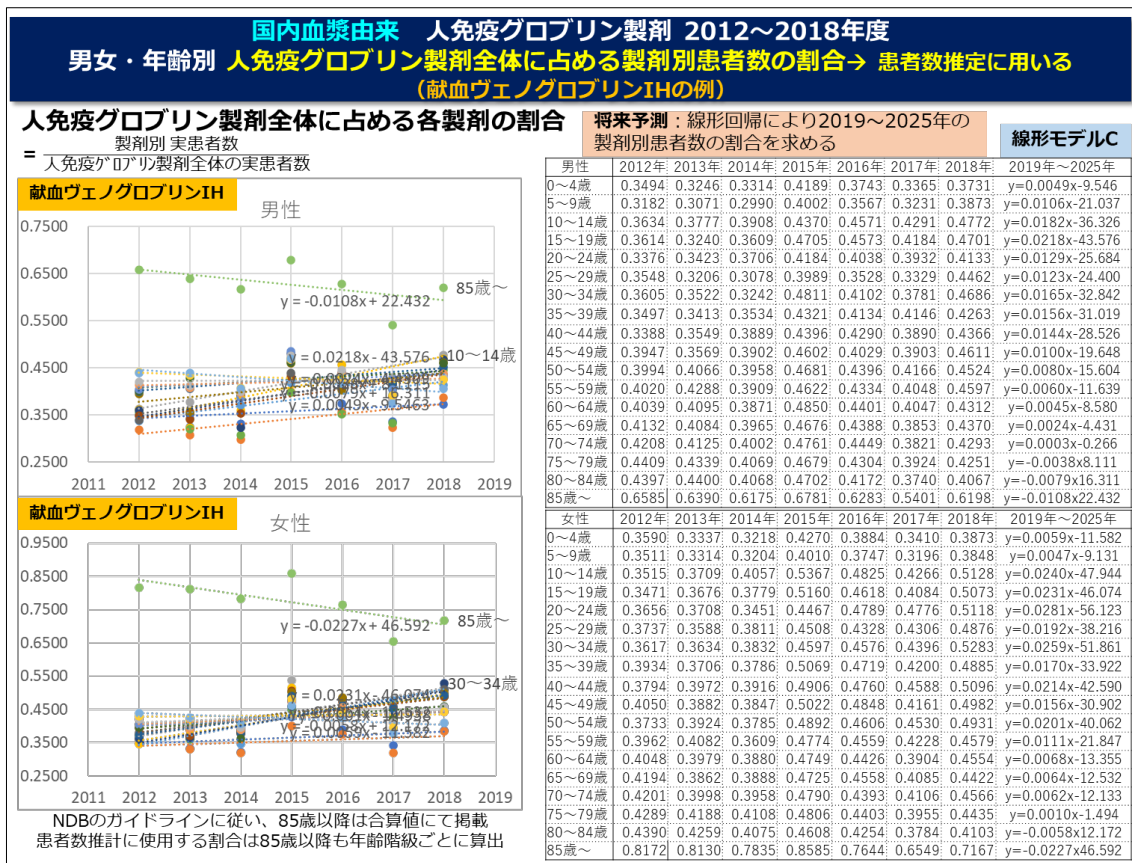 国内血漿由来　人免疫グロブリン製剤 2012～2018年度
男女・年齢別 人免疫グロブリン製剤全体に占める製剤別患者数の割合→ 患者数推定に用いる
（献血ヴェノグロブリンIHの例）
人免疫グロブリン製剤全体に占める各製剤の割合
= 製剤別 実患者数
人免疫グロブリン製剤全体の実患者数
将来予測：線形回帰により2019～2025年の
製剤別患者数の割合を求める
線形モデルC
献血ヴェノグロブリンIH
男性
0.7500
0.6500
0.5500
0.4500
0.3500
0.2500
2011 2012 2013 2014 2015 2016 2017 2018 2019
85歳～
y = -0.0108x + 22.432
y = 0.0218x - 43.576
10～14歳
y = 0.0049x - 9.5463
献血ヴェノグロブリンIH
女性
0.9500
0.8500
0.7500
0.6500
0.5500
0.4500
0.3500
0.2500
2011 2012 2013 2014 2015 2016 2017 2018 2019
85歳～
y = -0.0227x + 46.592
30～34歳
y = 0.0231x - 46.074
NDBのガイドラインに従い、85歳以降は合算値にて掲載
患者数推計に使用する割合は85歳以降も年齢階級ごとに算出
男性 2012年 2013年 2014年 2015年 2016年 2017年 2018年 2019年～2025年
0～4歳 0.3494 0.3246 0.3314 0.4189 0.3743 0.3365 0.3731 y=0.0049x-9.546
5～9歳 0.3182 0.3071 0.2990 0.4002 0.3567 0.3231 0.3873 y=0.0106x-21.037
10～14歳 0.3634 0.3777 0.3908 0.4370 0.4571 0.4291 0.4772 y=0.0182x-36.326
15～19歳 0.3614 0.3240 0.3609 0.4705 0.4573 0.4184 0.4701 y=0.0218x-43.576
20～24歳 0.3376 0.3423 0.3706 0.4184 0.4038 0.3932 0.4133 y=0.0129x-25.684
25～29歳 0.3548 0.3206 0.3078 0.3989 0.3528 0.3329 0.4462 y=0.0123x-24.400
30～34歳 0.3605 0.3522 0.3242 0.4811 0.4102 0.3781 0.4686 y=0.0165x-32.842
35～39歳 0.3497 0.3413 0.3534 0.4321 0.4134 0.4146 0.4263 y=0.0156x-31.019
40～44歳 0.3388 0.3549 0.3889 0.4396 0.4290 0.3890 0.4366 y=0.0144x-28.526
45～49歳 0.3947 0.3569 0.3902 0.4602 0.4029 0.3903 0.4611 y=0.0100x-19.648
50～54歳 0.3994 0.4066 0.3958 0.4681 0.4396 0.4166 0.4524 y=0.0080x-15.604
55～59歳 0.4020 0.4288 0.3909 0.4622 0.4334 0.4048 0.4597 y=0.0060x-11.639
60～64歳 0.4039 0.4095 0.3871 0.4850 0.4401 0.4047 0.4312 y=0.0045x-8.580
65～69歳 0.4132 0.4084 0.3965 0.4676 0.4388 0.3853 0.4370 y=0.0024x-4.431
70～74歳 0.4208 0.4125 0.4002 0.4761 0.4449 0.3821 0.4293 y=0.0003x-0.266
75～79歳 0.4409 0.4339 0.4069 0.4679 0.4304 0.3924 0.4251 y=-0.0038x8.111
80～84歳 0.4397 0.4400 0.4068 0.4702 0.4172 0.3740 0.4067 y=-0.0079x16.311
85歳～ 0.6585 0.6390 0.6175 0.6781 0.6283 0.5401 0.6198 y=-0.0108x22.432
女性 2012年 2013年 2014年 2015年 2016年 2017年 2018年 2019年～2025年
0～4歳 0.3590 0.3337 0.3218 0.4270 0.3884 0.3410 0.3873 y=0.0059x-11.582
5～9歳 0.3511 0.3314 0.3204 0.4010 0.3747 0.3196 0.3848 y=0.0047x-9.131
10～14歳 0.3515 0.3709 0.4057 0.5367 0.4825 0.4266 0.5128 y=0.0240x-47.944
15～19歳 0.3471 0.3676 0.3779 0.5160 0.4618 0.4084 0.5073 y=0.0231x-46.074
20～24歳 0.3656 0.3708 0.3451 0.4467 0.4789 0.4776 0.5118 y=0.0281x-56.123
25～29歳 0.3737 0.3588 0.3811 0.4508 0.4328 0.4306 0.4876 y=0.0192x-38.216
30～34歳 0.3617 0.3634 0.3832 0.4597 0.4576 0.4396 0.5283 y=0.0259x-51.861
35～39歳 0.3934 0.3706 0.3786 0.5069 0.4719 0.4200 0.4885 y=0.0170x-33.922
40～44歳 0.3794 0.3972 0.3916 0.4906 0.4760 0.4588 0.5096 y=0.0214x-42.590
45～49歳 0.4050 0.3882 0.3847 0.5022 0.4848 0.4161 0.4982 y=0.0156x-30.902
50～54歳 0.3733 0.3924 0.3785 0.4892 0.4606 0.4530 0.4931 y=0.0201x-40.062
55～59歳 0.3962 0.4082 0.3609 0.4774 0.4559 0.4228 0.4579 y=0.0111x-21.847
60～64歳 0.4048 0.3979 0.3880 0.4749 0.4426 0.3904 0.4554 y=0.0068x-13.355
65～69歳 0.4194 0.3862 0.3888 0.4725 0.4558 0.4085 0.4422 y=0.0064x-12.532
70～74歳 0.4201 0.3998 0.3958 0.4790 0.4393 0.4106 0.4566 y=0.0062x-12.133
75～79歳 0.4289 0.4188 0.4108 0.4806 0.4403 0.3955 0.4435 y=0.0010x-1.494
80～84歳 0.4390 0.4259 0.4075 0.4608 0.4254 0.3784 0.4103 y=-0.0058x12.172
85歳～ 0.8172 0.8130 0.7835 0.8585 0.7644 0.6549 0.7167 y=-0.0227x46.592